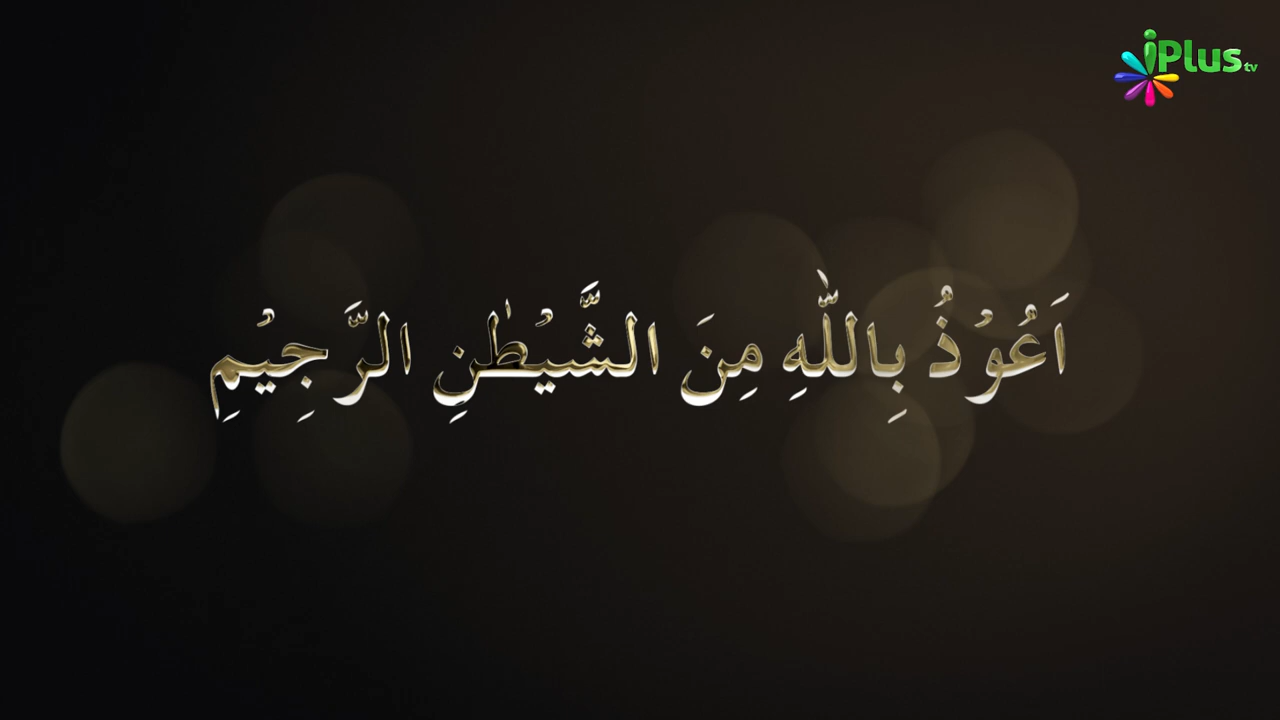 iPlus tv
اَعُوْذُ بِاللّٰهِ مِنَ الشَّيْطٰنِ الرَّجِيْمِ